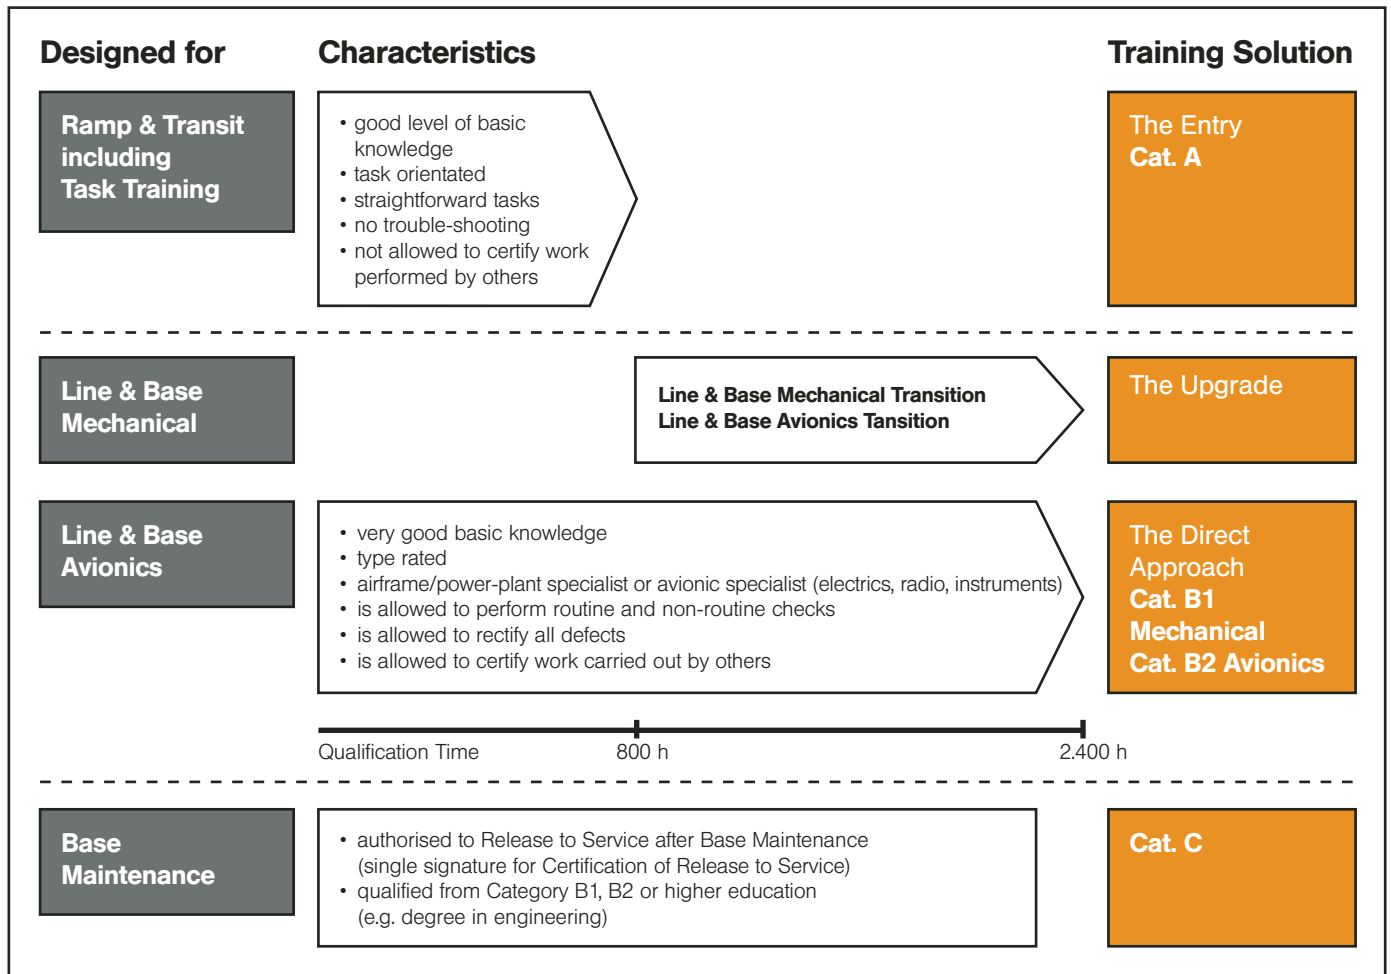 Designed for
Characteristics
Training Solution
Ramp & Transit
including
Task Training
• good level of basic
knowledge
• task orientated
• straightforward tasks
• no trouble-shooting
• not allowed to certify work
performed by others
The Entry
Cat. A
Line & Base
Mechanical
Line & Base Mechanical Transition
Line & Base Avionics Tansition
The Upgrade
Line & Base
Avionics
• very good basic knowledge
• type rated
• airframe/power-plant specialist or avionic specialist (electrics, radio, instruments)
• is allowed to perform routine and non-routine checks
• is allowed to rectify all defects
• is allowed to certify work carried out by others
The Direct
Approach
Cat. B1
Mechanical
Cat. B2 Avionics
Qualification Time
800 h
2.400 h
Base
Maintenance
• authorised to Release to Service after Base Maintenance
(single signature for Certification of Release to Service)
• qualified from Category B1, B2 or higher education
(e.g. degree in engineering)
Cat. C